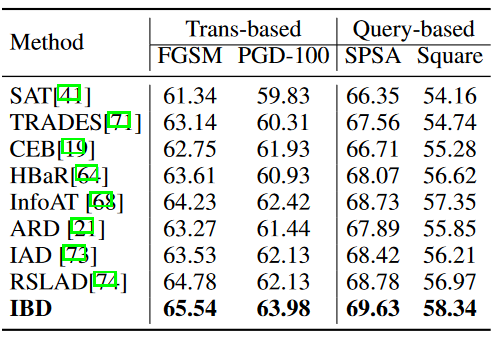 Method Trans-based Query-based
FGSM PGD-100 SPSA Square
SAT[41] 61.34 59.83 66.35 54.16
TRADES[71] 63.14 60.31 67.56 54.74
CEB[19] 62.75 61.93 66.71 55.28
HBaR[64] 63.61 60.93 68.07 56.62
InfoAT [68] 64.23 62.42 68.73 57.35
ARD [21] 63.27 61.44 67.89 55.85
IAD [73] 63.53 62.13 68.42 56.21
RSLAD[74] 64.78 62.13 68.78 56.97
IBD 65.54 63.98 69.63 58.34